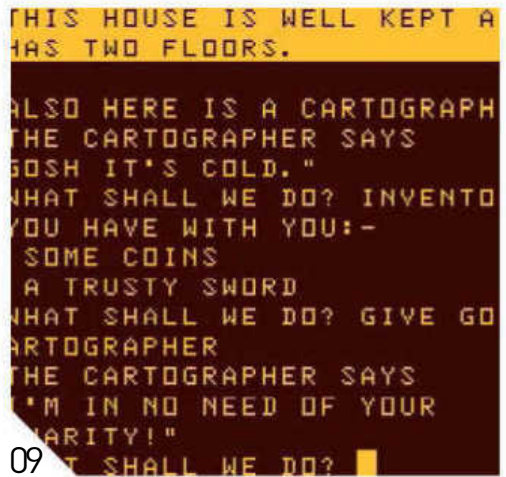 THIS HOUSE IS WELL KEPT A
HAS TWO FLOORS.
ALSO HERE IS A CARTOGRAPH
THE CARTOGRAPHER SAYS
GOSH IT'S COLD."
WHAT SHALL WE DO? INVENTO
YOU HAVE WITH YOU:-
SOME COINS
A TRUSTY SWORD
WHAT SHALL WE DO? GIVE GO
ARTOGRAPHER
THE CARTOGRAPHER SAYS
I'M IN NO NEED OF YOUR
ARITY!"
T SHALL WE DO?
09